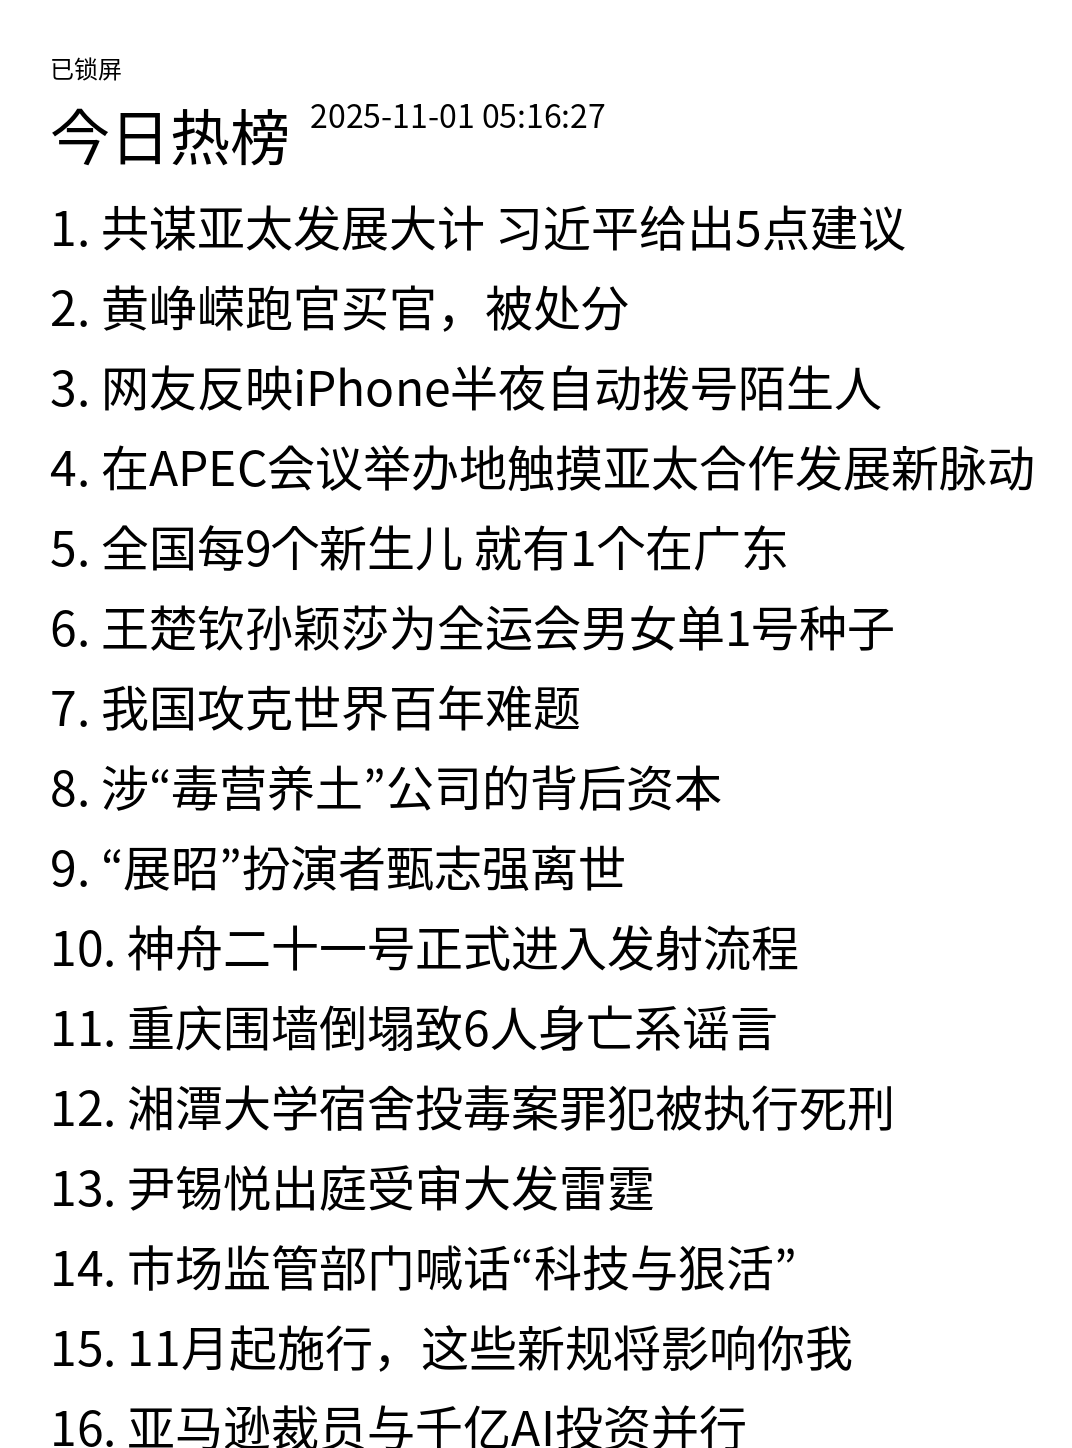 已锁屏
今日热榜 2025-11-01 05:16:27
1. 共谋亚太发展大计 习近平给出5点建议
2. 黄峥嵘跑官买官，被处分
3. 网友反映iPhone半夜自动拨号陌生人
4. 在APEC会议举办地触摸亚太合作发展新脉动
5. 全国每9个新生儿 就有1个在广东
6. 王楚钦孙颖莎为全运会男女单1号种子
7. 我国攻克世界百年难题
8. 涉“毒营养土”公司的背后资本
9. “展昭”扮演者甄志强离世
10. 神舟二十一号正式进入发射流程
11. 重庆围墙倒塌致6人身亡系谣言
12. 湘潭大学宿舍投毒案罪犯被执行死刑
13. 尹锡悦出庭受审大发雷霆
14. 市场监管部门喊话“科技与狠活”
15. 11月起施行，这些新规将影响你我
16. 亚马逊裁员与千亿AI投资并行